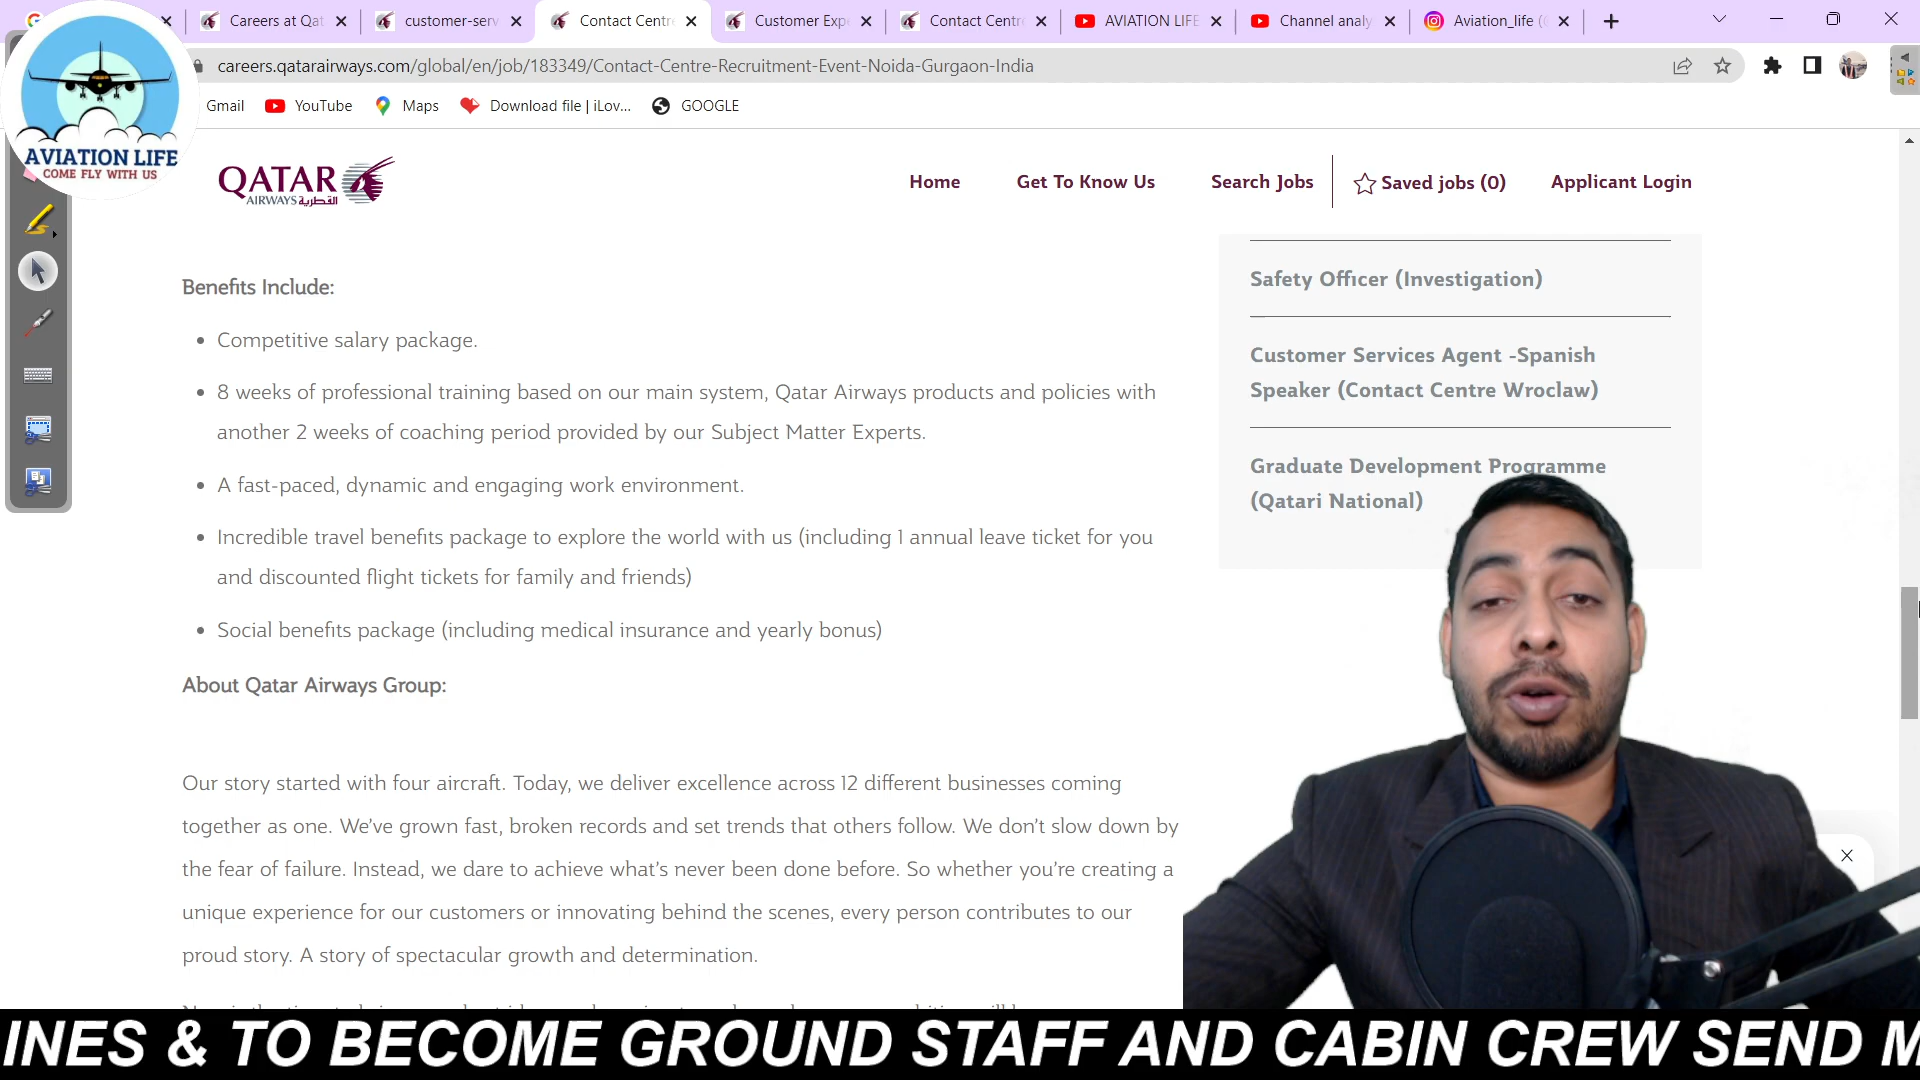 Careers at Qat
customer-serv
Contact Centr
Customer Exp
Contact Centr
AVIATION LIFE
Channel analy
Aviation_life (
careers.qatarairways.com/global/en/job/183349/Contact-Centre-Recruitment-Event-Noida-Gurgaon-India
Gmail YouTube Maps Download file | iLov... GOOGLE
AVIATION LIFE
COME FLY WITH US
QATAR
AIRWAYS القطرية
Home Get To Know Us Search Jobs Saved jobs (0) Applicant Login
Benefits Include:
• Competitive salary package.
• 8 weeks of professional training based on our main system, Qatar Airways products and policies with
another 2 weeks of coaching period provided by our Subject Matter Experts.
• A fast-paced, dynamic and engaging work environment.
• Incredible travel benefits package to explore the world with us (including 1 annual leave ticket for you
and discounted flight tickets for family and friends)
• Social benefits package (including medical insurance and yearly bonus)
About Qatar Airways Group:
Our story started with four aircraft. Today, we deliver excellence across 12 different businesses coming
together as one. We’ve grown fast, broken records and set trends that others follow. We don’t slow down by
the fear of failure. Instead, we dare to achieve what’s never been done before. So whether you’re creating a
unique experience for our customers or innovating behind the scenes, every person contributes to our
proud story. A story of spectacular growth and determination.
Safety Officer (Investigation)
Customer Services Agent -Spanish
Speaker (Contact Centre Wroclaw)
Graduate Development Programme
(Qatari National)
INES & TO BECOME GROUND STAFF AND CABIN CREW SEND M